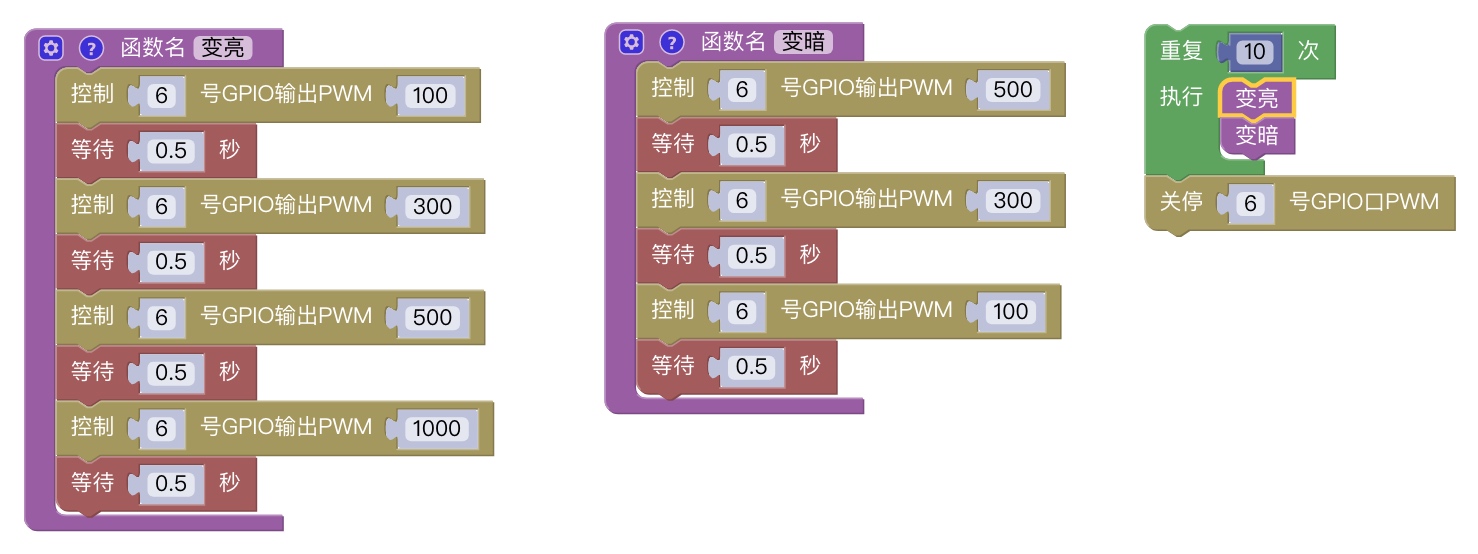 ? 函数名 变亮
控制 6 号GPIO输出PWM 100
等待 0.5 秒
控制 6 号GPIO输出PWM 300
等待 0.5 秒
控制 6 号GPIO输出PWM 500
等待 0.5 秒
控制 6 号GPIO输出PWM 1000
等待 0.5 秒
? 函数名 变暗
控制 6 号GPIO输出PWM 500
等待 0.5 秒
控制 6 号GPIO输出PWM 300
等待 0.5 秒
控制 6 号GPIO输出PWM 100
等待 0.5 秒
重复 10 次
执行 变亮
变暗
关停 6 号GPIO口PWM